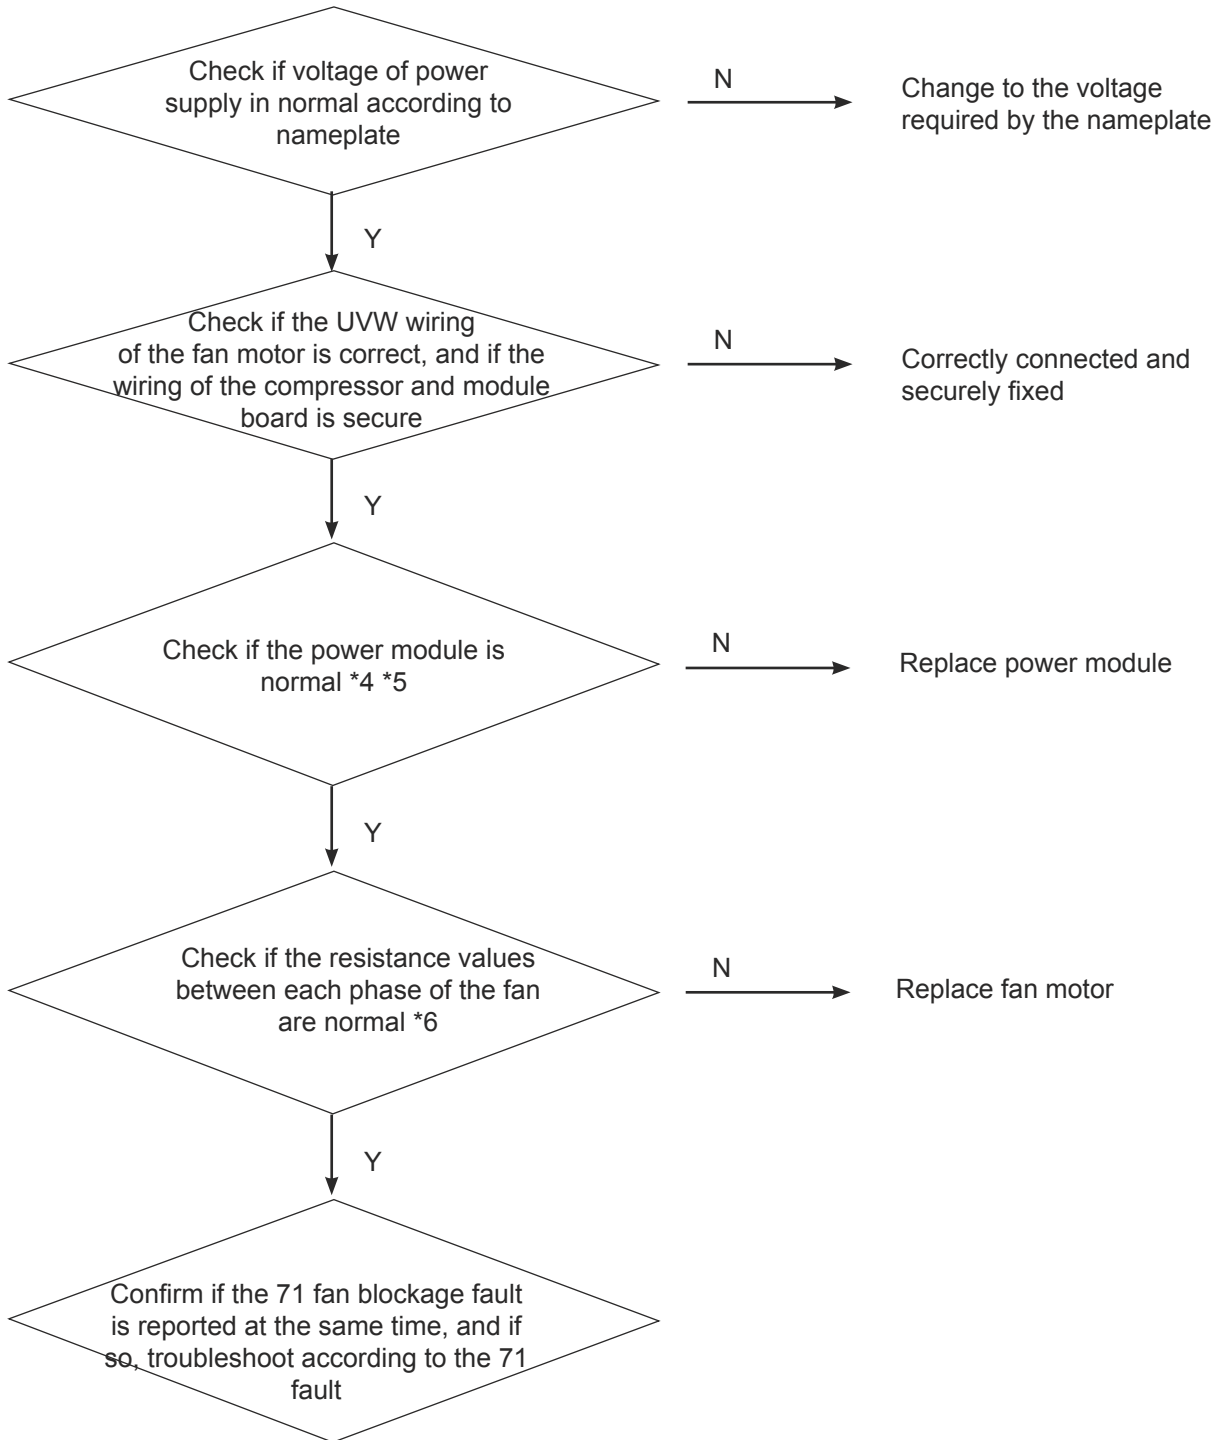 Check if voltage of power
supply in normal according to
nameplate
N
Change to the voltage
required by the nameplate
Y
Check if the UVW wiring
of the fan motor is correct, and if the
wiring of the compressor and module
board is secure
N
Correctly connected and
securely fixed
Y
Check if the power module is
normal *4 *5
N
Replace power module
Y
Check if the resistance values
between each phase of the fan
are normal *6
N
Replace fan motor
Y
Confirm if the 71 fan blockage fault
is reported at the same time, and if
so, troubleshoot according to the 71
fault